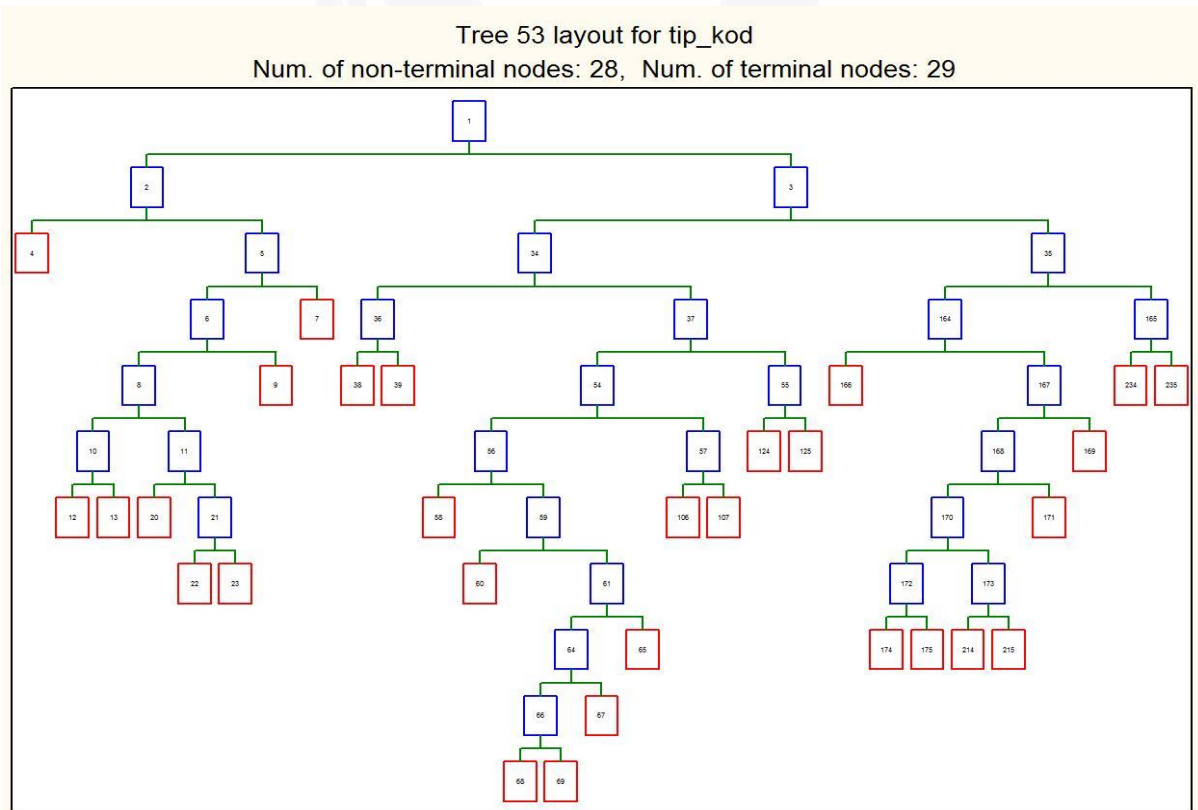 Tree 53 layout for tip_kod
Num. of non-terminal nodes: 28, Num. of terminal nodes: 29
1
2 3
4 5 34 35
6 7 36 37 164 165
8 9 38 39 54 55 166 167 234 235
10 11 56 57 124 125 168 169
12 13 20 21 58 59 106 107 170 171
22 23 60 61 172 173
64 65 174 175 214 215
66 67
68 69